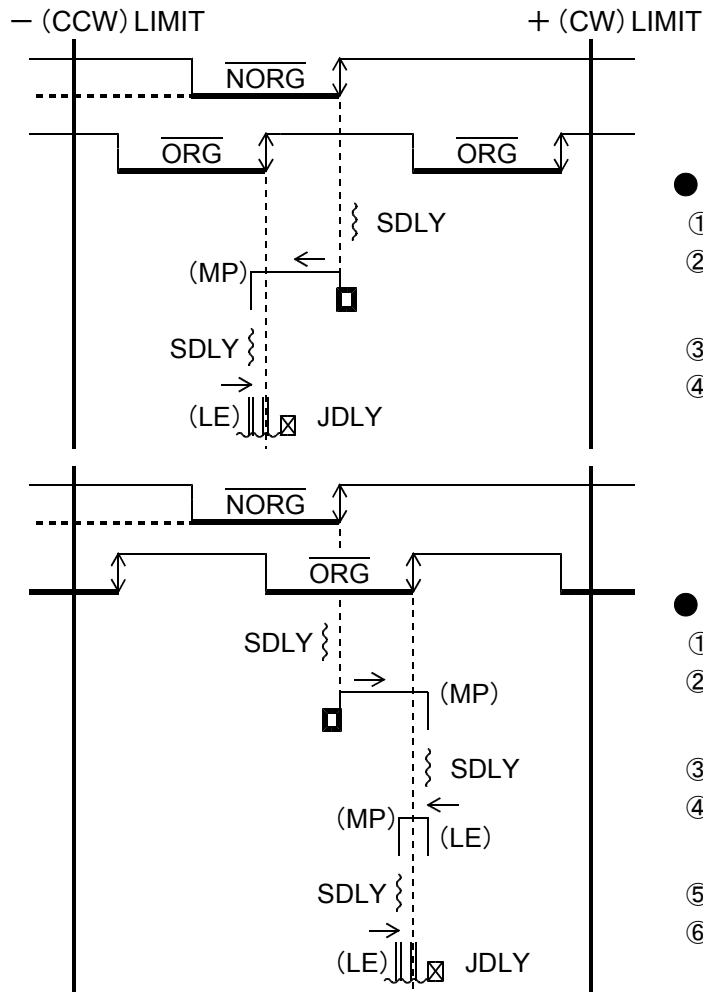 －(CCW) LIMIT ＋(CW) LIMIT
NORG
ORG ORG
SDLY
●
①
(MP)
②
SDLY
③
④
(LE) JDLY
NORG
ORG
●
SDLY
①
②
(MP)
SDLY
③
④
(MP) (LE)
SDLY
⑤
⑥
(LE) JDLY